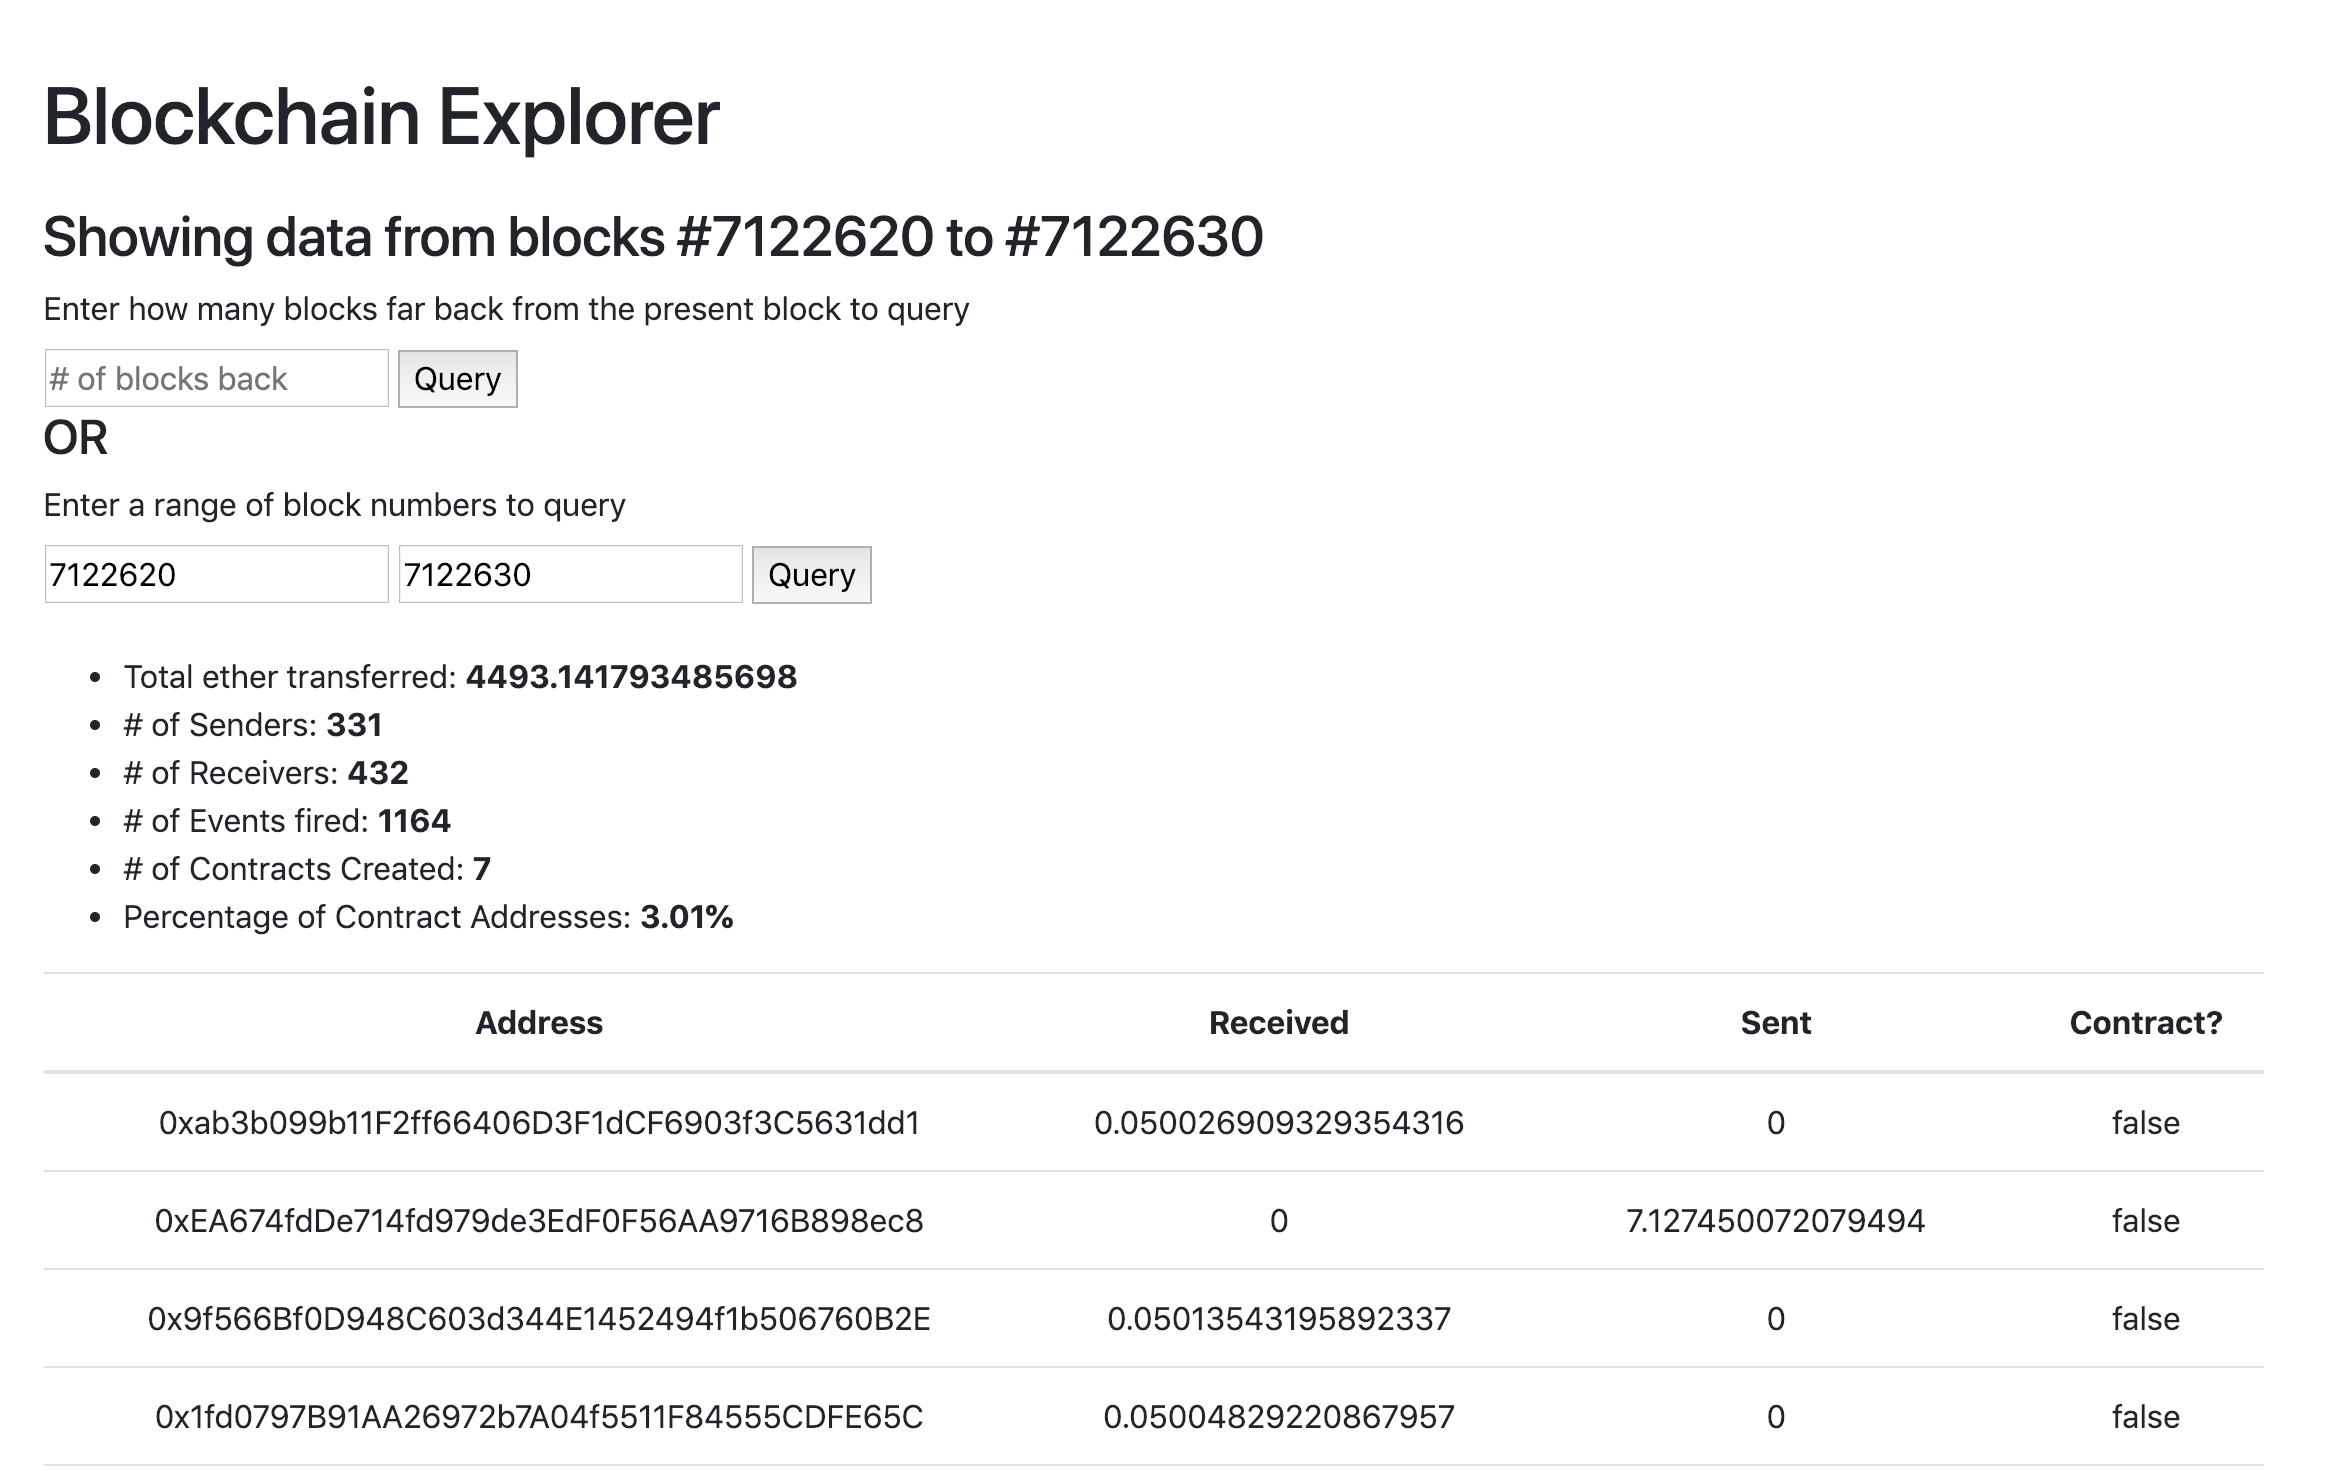 Blockchain Explorer
Showing data from blocks #7122620 to #7122630
Enter how many blocks far back from the present block to query
# of blocks back Query
OR
Enter a range of block numbers to query
7122620 7122630 Query
• Total ether transferred: 4493.141793485698
• # of Senders: 331
• # of Receivers: 432
• # of Events fired: 1164
• # of Contracts Created: 7
• Percentage of Contract Addresses: 3.01%
Address Received Sent Contract?
0xab3b099b11F2ff66406D3F1dCF6903f3C5631dd1 0.050026909329354316 0 false
0xEA674fdDe714fd979de3EdF0F56AA9716B898ec8 0 7.127450072079494 false
0x9f566Bf0D948C603d344E1452494f1b506760B2E 0.05013543195892337 0 false
0x1fd0797B91AA26972b7A04f5511F84555CDFE65C 0.05004829220867957 0 false